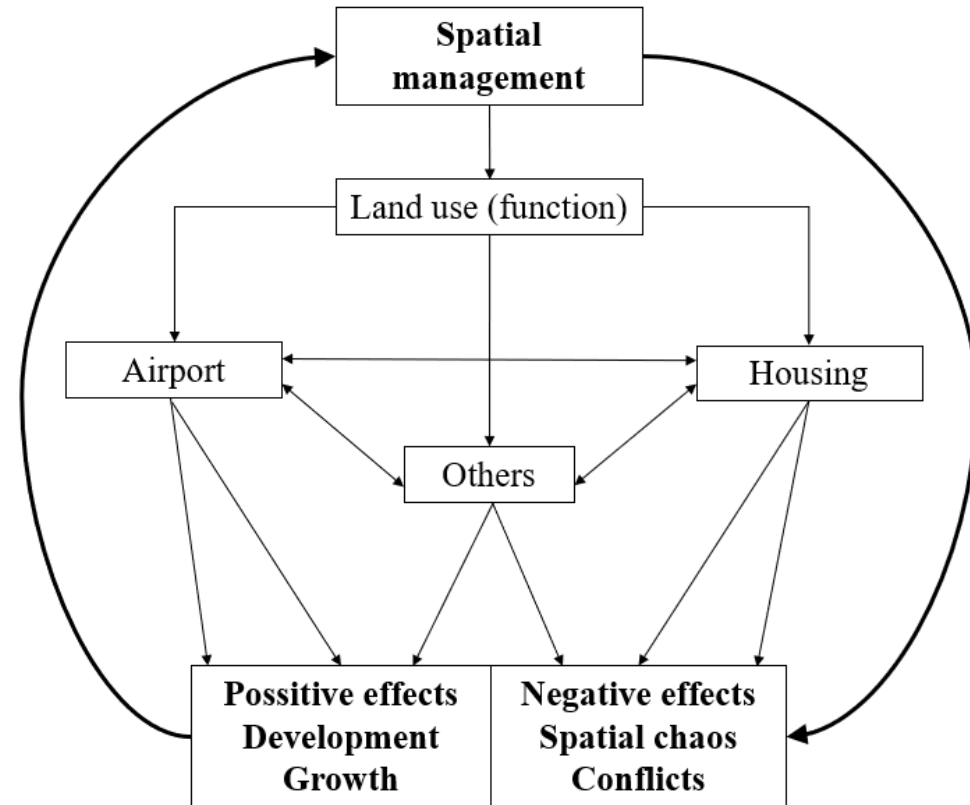 Spatial
management
Land use (function)
Airport
Housing
Others
Possitive effects
Development
Growth
Negative effects
Spatial chaos
Conflicts